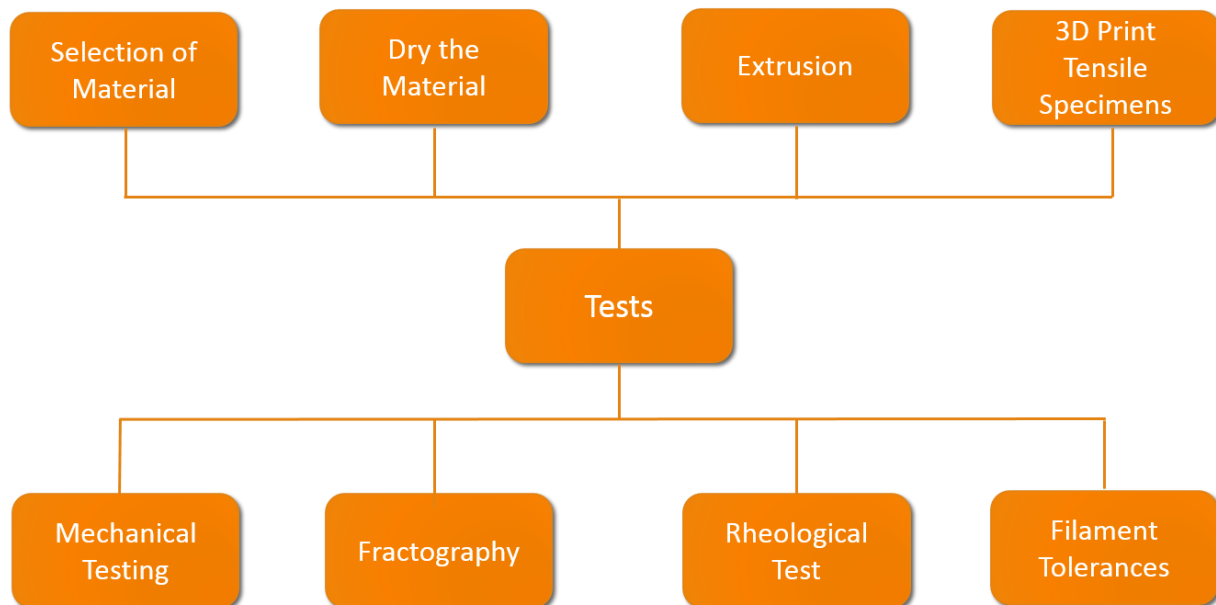 Selection of
Material
Dry the
Material
Extrusion
3D Print
Tensile
Specimens
Tests
Mechanical
Testing
Fractography
Rheological
Test
Filament
Tolerances